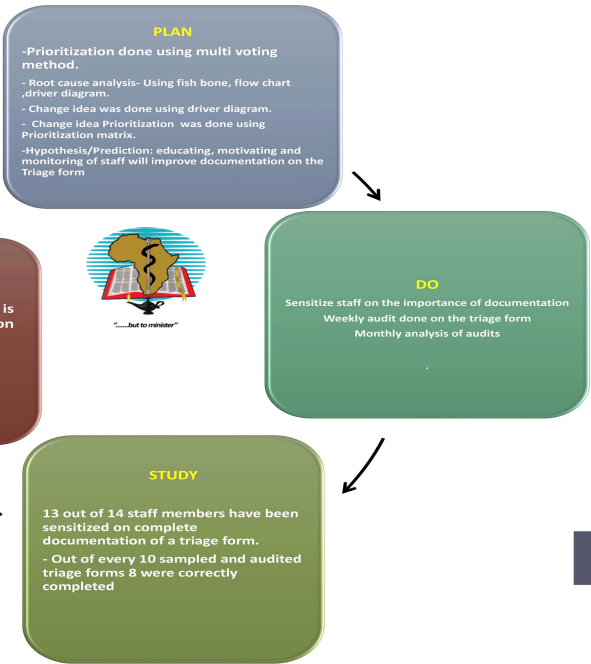 PLAN
-Prioritization done using multi voting
method.
- Root cause analysis- Using fish bone, flow chart
,driver diagram.
- Change idea was done using driver diagram.
- Change idea Prioritization was done using
Prioritization matrix.
-Hypothesis/Prediction: educating, motivating and
monitoring of staff will improve documentation on the
Triage form
"......but to minister"
is
on
DO
Sensitize staff on the importance of documentation
Weekly audit done on the triage form
Monthly analysis of audits
.
STUDY
13 out of 14 staff members have been
sensitized on complete
documentation of a triage form.
- Out of every 10 sampled and audited
triage forms 8 were correctly
completed